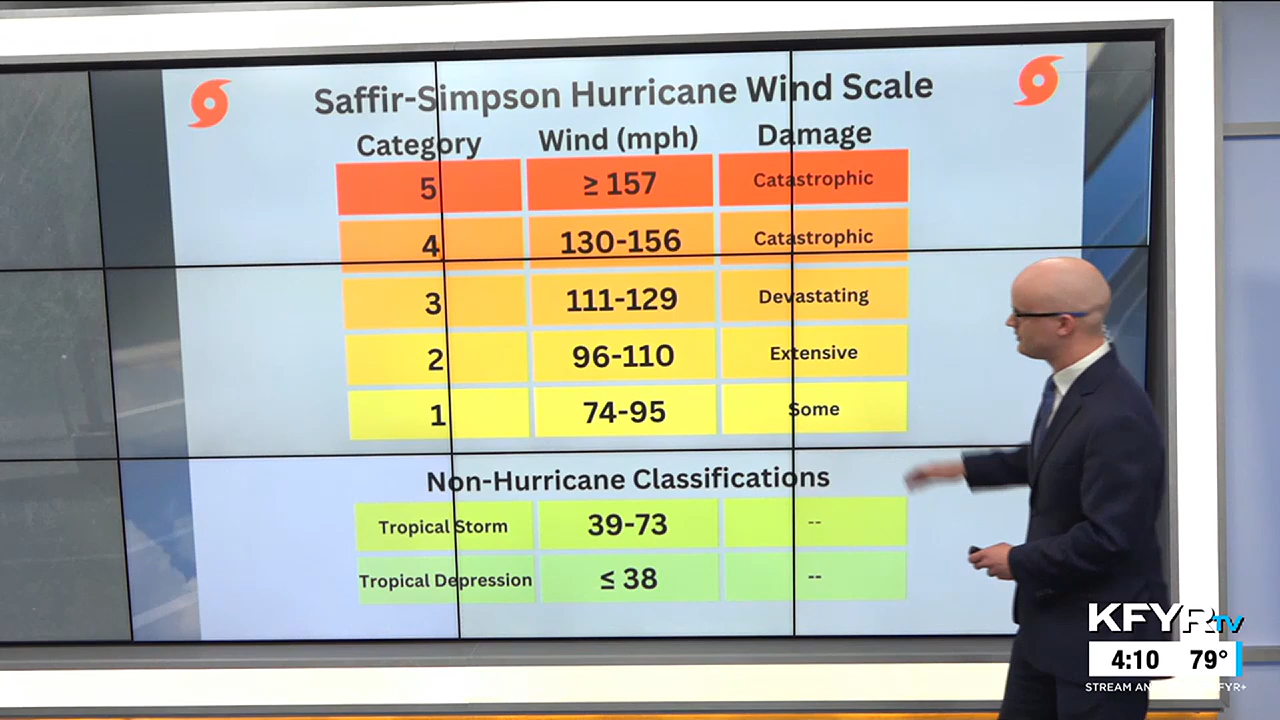 Saffir-Simpson Hurricane Wind Scale
Category Wind (mph) Damage
5 ≥ 157 Catastrophic
4 130-156 Catastrophic
3 111-129 Devastating
2 96-110 Extensive
1 74-95 Some
Non-Hurricane Classifications
Tropical Storm 39-73 --
Tropical Depression ≤ 38 --
KFYRTV
4:10 79°
STREAM